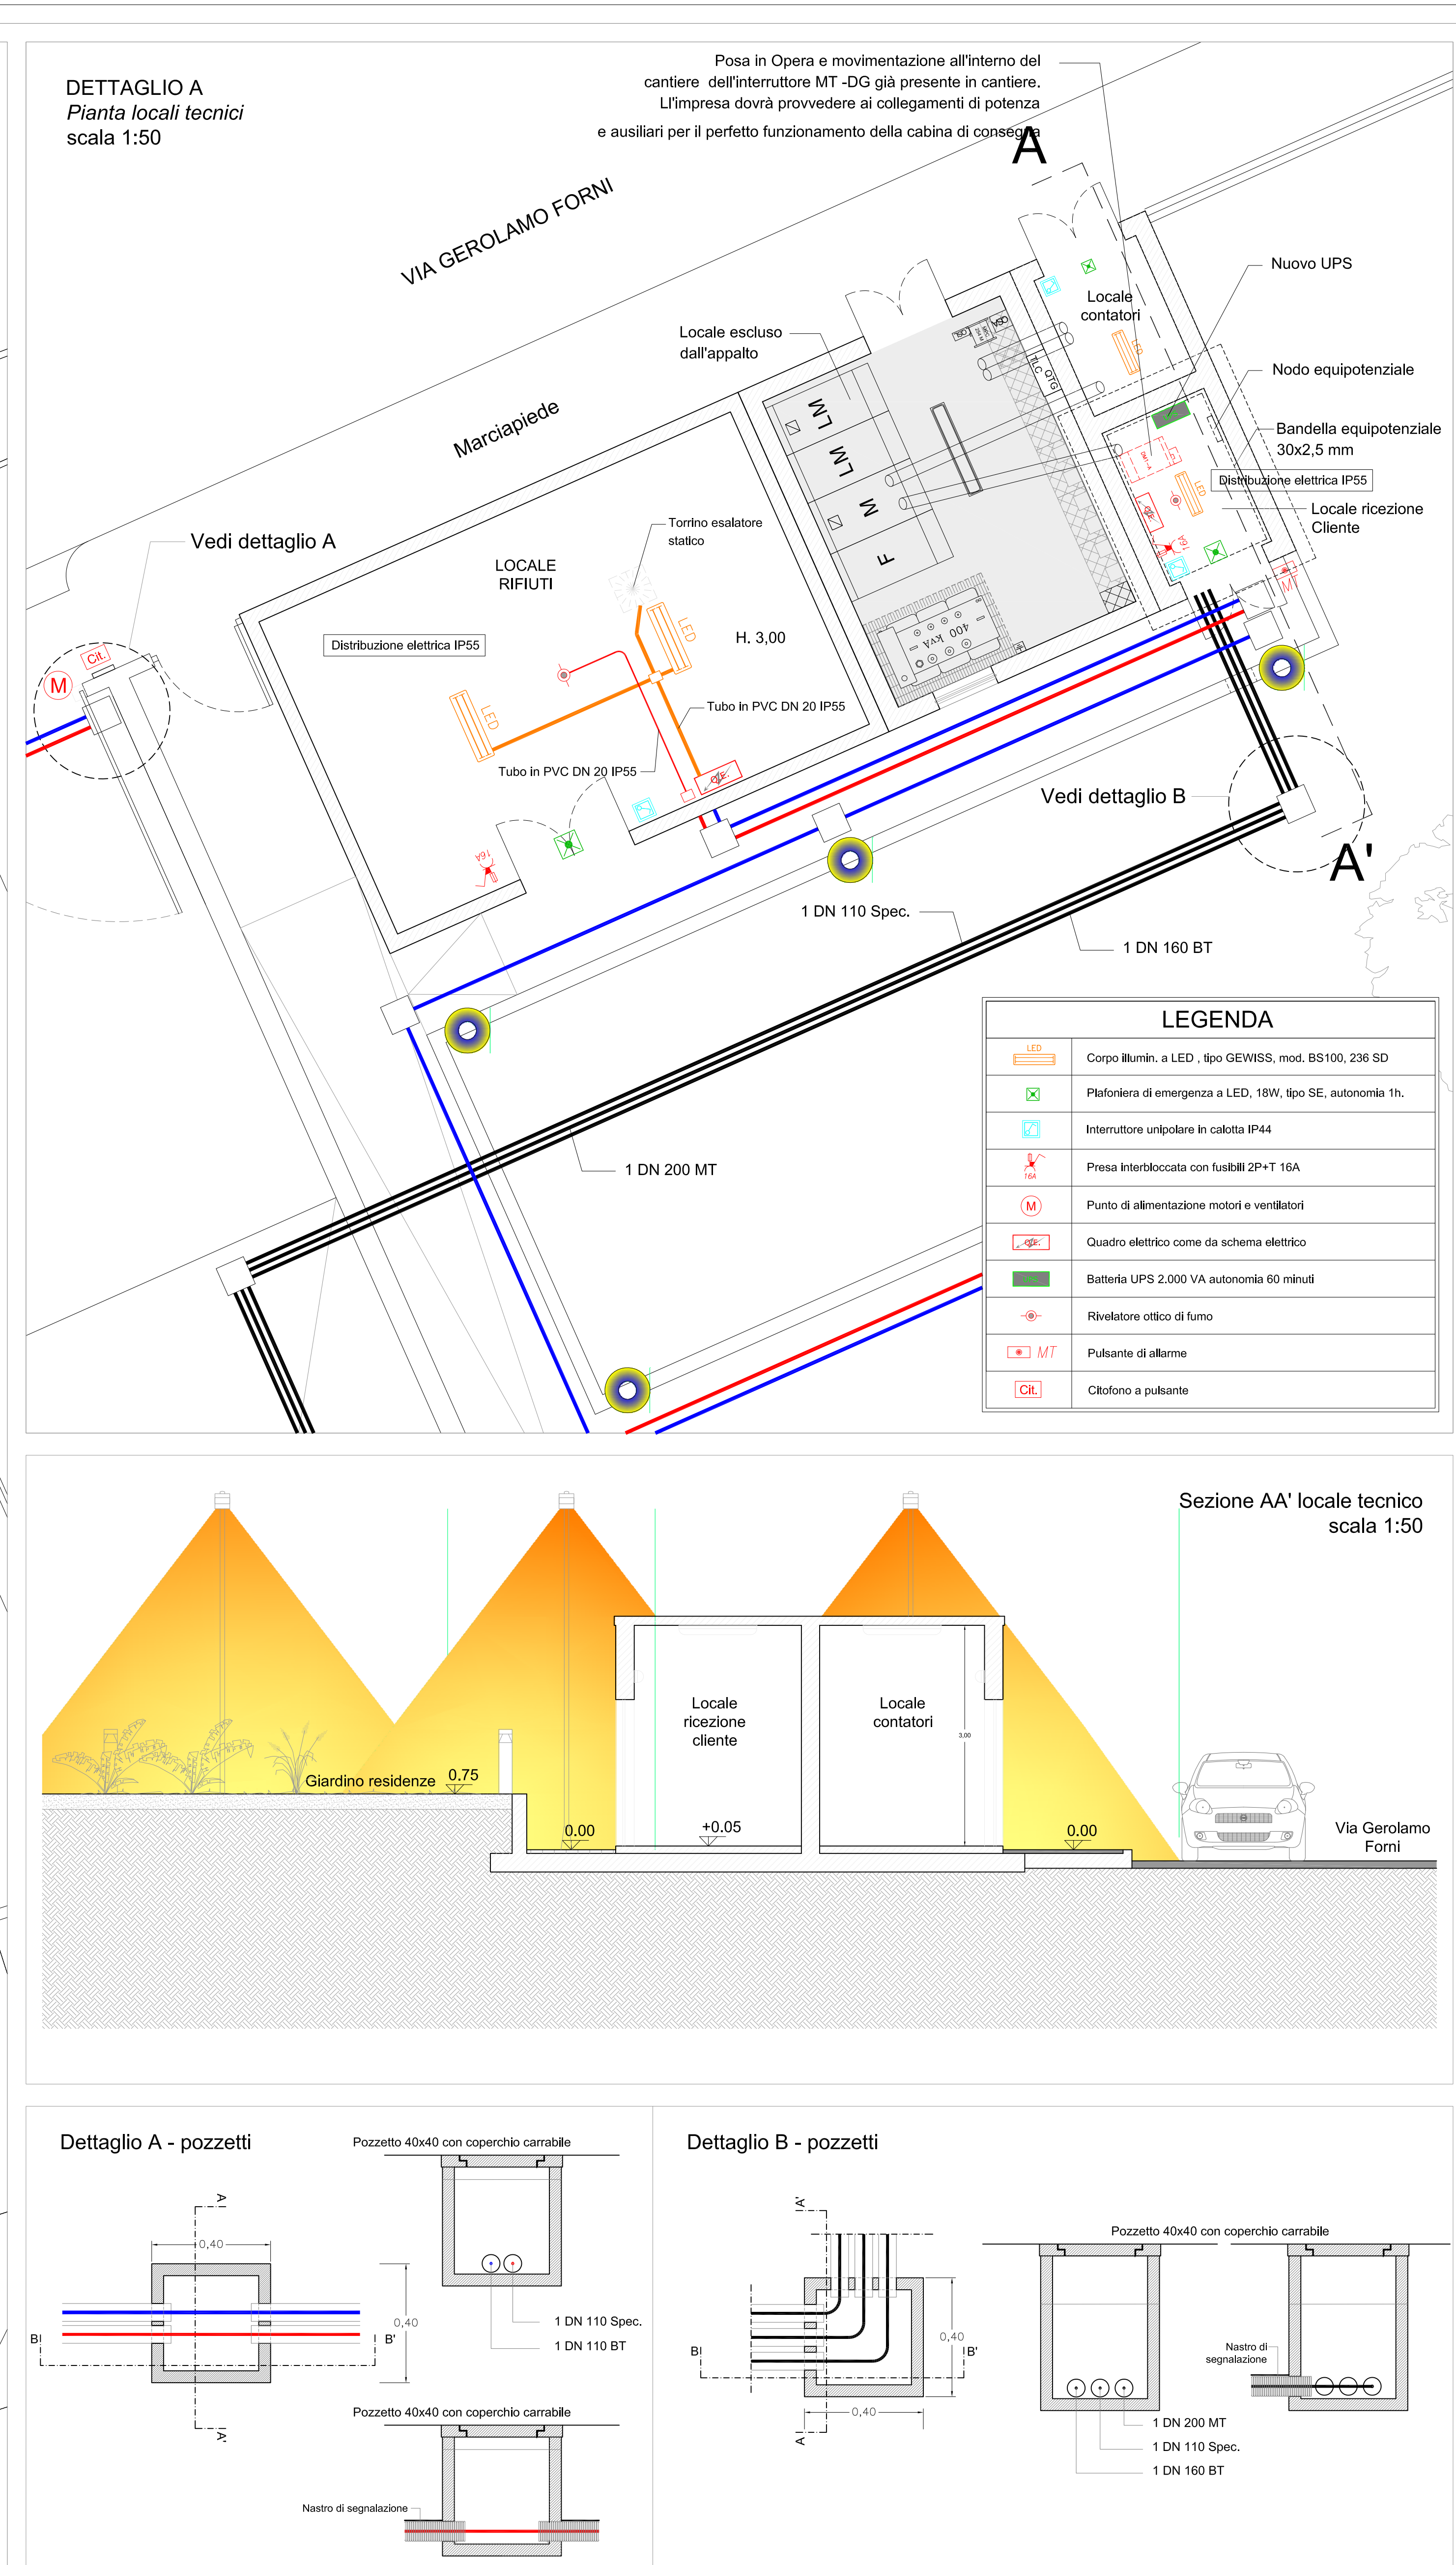 DETTAGLIO A
Pianta locali tecnici
scala 1:50
Posa in Opera e movimentazione all'interno del
cantiere dell'interruttore MT -DG già presente in cantiere.
Ll'impresa dovrà provvedere ai collegamenti di potenza
e ausiliari per il perfetto funzionamento della cabina di consegna
A
VIA GEROLAMO FORNI
Marciapiede
Nuovo UPS
Locale
contatori
Locale escluso
dall'appalto
LED
TLC
QTG
Nodo equipotenziale
Bandella equipotenziale
30x2,5 mm
Distribuzione elettrica IP55
Locale ricezione
Cliente
LED
16A
MT
LM
LM
M
F
400 kVA
Vedi dettaglio A
Torrino esalatore
statico
LOCALE
RIFIUTI
Distribuzione elettrica IP55
H. 3,00
LED
LED
Cit.
M
Tubo in PVC DN 20 IP55
Tubo in PVC DN 20 IP55
Q.E.
16A
Vedi dettaglio B
A'
1 DN 110 Spec.
1 DN 160 BT
1 DN 200 MT
LEGENDA
LED
Corpo illumin. a LED , tipo GEWISS, mod. BS100, 236 SD
Plafoniera di emergenza a LED, 18W, tipo SE, autonomia 1h.
Interruttore unipolare in calotta IP44
16A
Presa interbloccata con fusibili 2P+T 16A
M
Punto di alimentazione motori e ventilatori
Q.E.
Quadro elettrico come da schema elettrico
Batteria UPS 2.000 VA autonomia 60 minuti
Rivelatore ottico di fumo
MT
Pulsante di allarme
Cit.
Citofono a pulsante
Sezione AA' locale tecnico
scala 1:50
Locale
ricezione
cliente
Locale
contatori
3,00
Giardino residenze
0.75
0.00
+0.05
0.00
Via Gerolamo
Forni
Dettaglio A - pozzetti
Pozzetto 40x40 con coperchio carrabile
A
0,40
0,40
B
B'
A'
1 DN 110 Spec.
1 DN 110 BT
Pozzetto 40x40 con coperchio carrabile
Nastro di segnalazione
Dettaglio B - pozzetti
A'
Pozzetto 40x40 con coperchio carrabile
0,40
B
B'
0,40
A
Nastro di
segnalazione
1 DN 200 MT
1 DN 110 Spec.
1 DN 160 BT